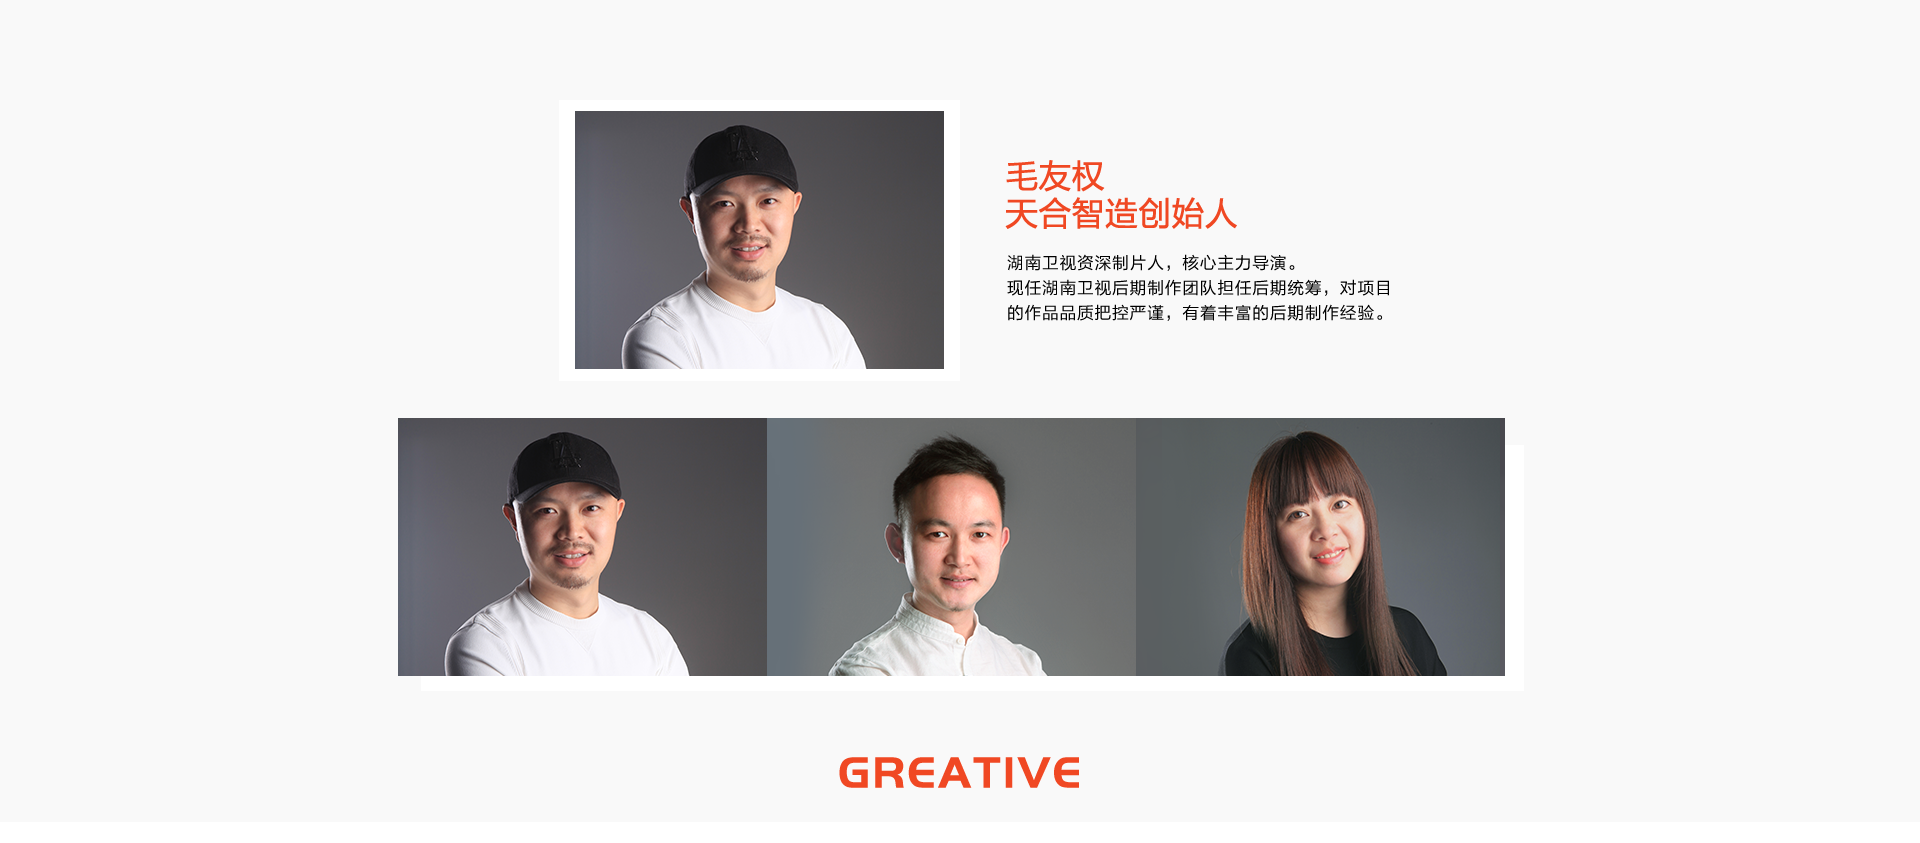 毛友权
天合智造创始人
湖南卫视资深制片人，核心主力导演。
现任湖南卫视后期制作团队担任后期统筹，对项目
的作品品质把控严谨，有着丰富的后期制作经验。
GREATIVE